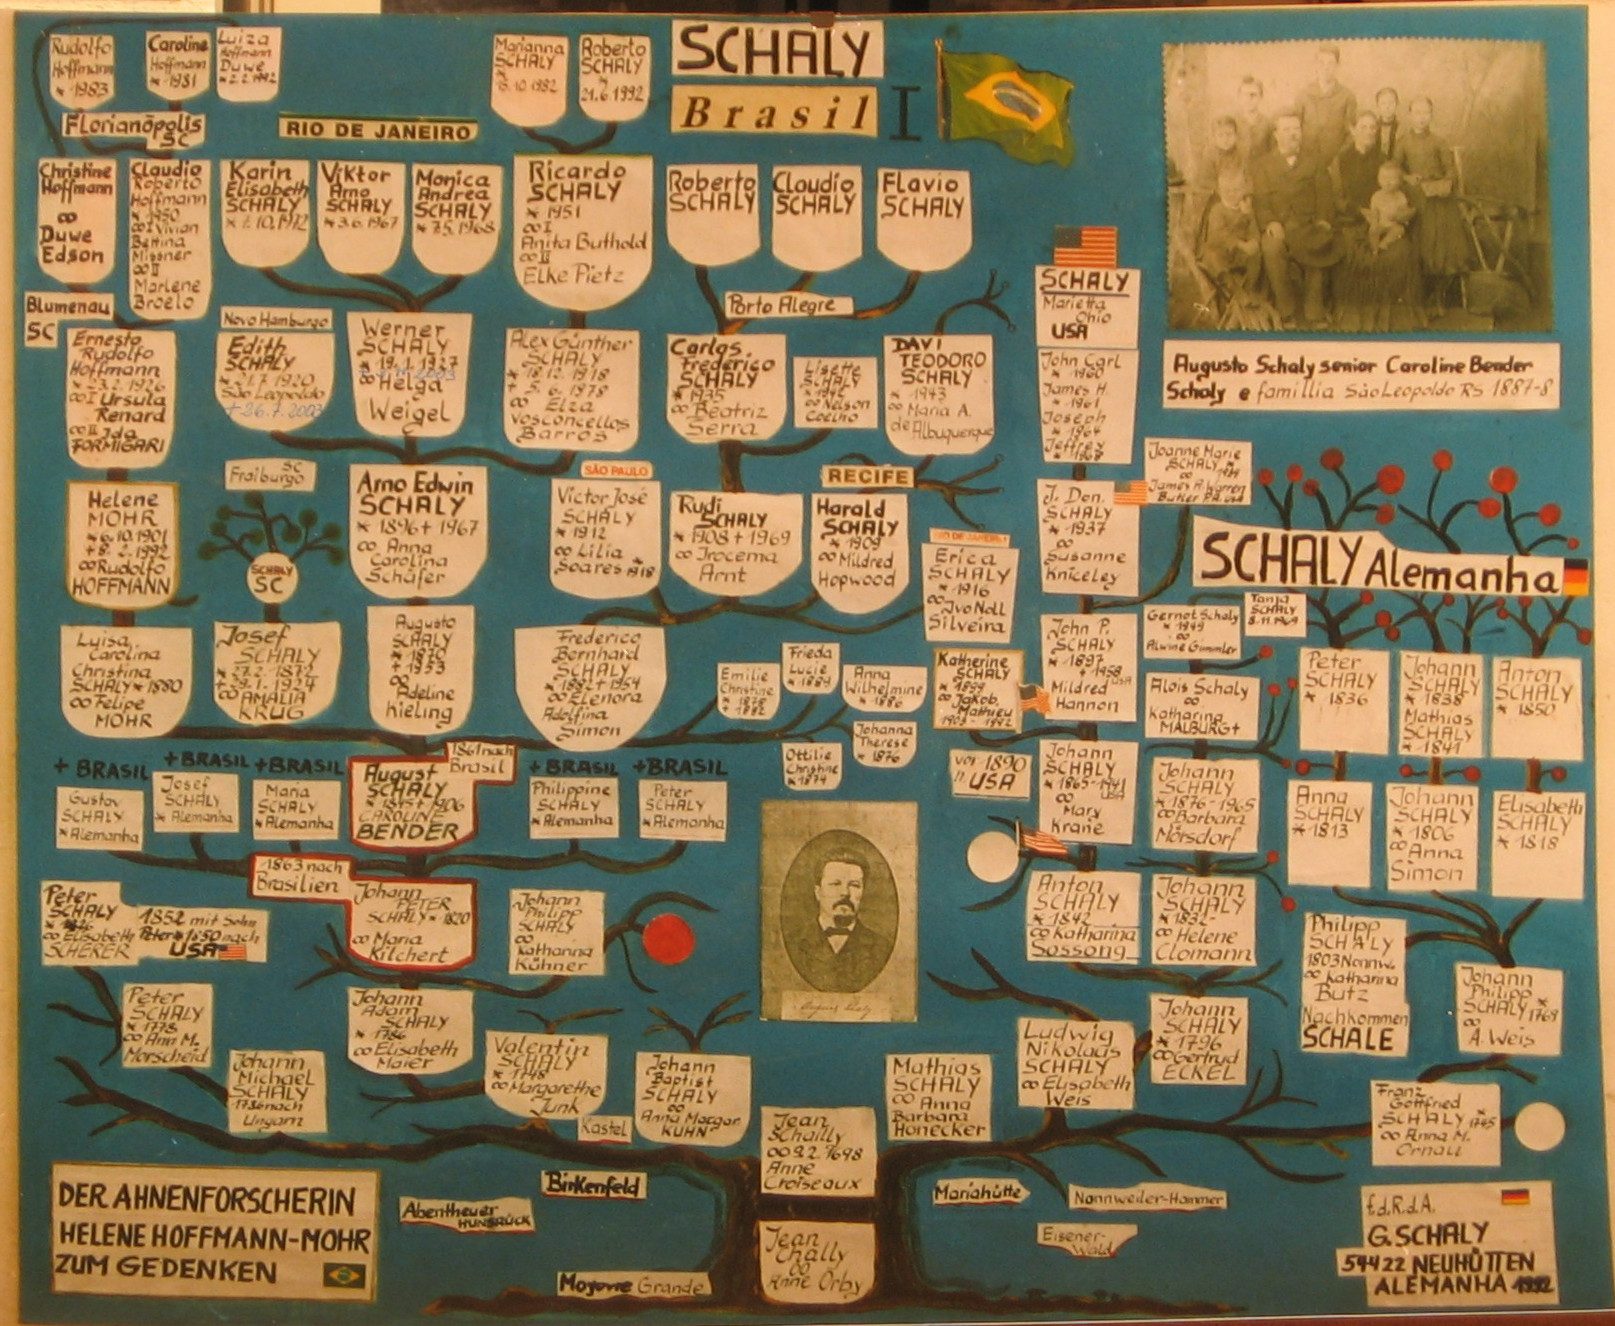 Rudolfo
Hoffmann
* 1983
Caroline
Hoffmann
* 1981
Luiza
Hoffmann
Duwe
* 2.2.1992
Marianna
SCHALY
*
10.1982
Roberto
SCHALY
*
21.6.1992
SCHALY
Brasil I
Florianópolis
SC
RIO DE JANEIRO
Christine
Hoffmann
∞
Duwe
Edson
Claudio
Roberto
Hoffmann
* 1950
∞ I Vivian
Bettina
Missner
∞ II
Marlene
Broelo
Karin
Elisabeth
SCHALY
* 1.10.1972
Viktor
Arno
SCHALY
* 3.6.1967
Monica
Andrea
SCHALY
* 7.5.1968
Ricardo
SCHALY
* 1951
∞ I
Anita Buthold
∞ II
Elke Pietz
Roberto
SCHALY
Claudio
SCHALY
Flavio
SCHALY
Augusto Schaly senior Caroline Bender
Schaly e famillia São Leopoldo RS 1887-8
Blumenau
SC
Novo Hamburgo
Porto Alegre
SCHALY
Marietta
Ohio
USA
Ernesto
Rudolfo
Hoffmann
* 23.2.1926
∞ I Ursula
Renard
∞ II Ida
FORMIGARI
Edith
SCHALY
* 21.7.1920
São Leopoldo
+ 26.7.2003
Werner
SCHALY
* 19.1.1927
∞ Helga
Weigel
Alex Günther
SCHALY
* 18.12.1918
+ 5.6.1978
∞ Elza
Vasconcellos
Barros
Carlos
Frederico
SCHALY
* 1935
∞ Beatriz
Serra
Lisette
SCHALY
* 1942
∞ Nelson
Coelho
DAVI
TEODORO
SCHALY
* 1943
∞ Maria A.
de Albuquerque
John Carl
* 1960
James H.
* 1961
Joseph
* 1964
Jeffrey
* 1967
Joanne Marie
SCHALY
James A. Warren
Butler PA. USA
SC
Fraiburgo
SÃO PAULO
RECIFE
Helene
MOHR
* 6.10.1901
+ 8.2.1992
∞ Rudolfo
HOFFMANN
SCHALY
SC
Arno Edwin
SCHALY
* 1896 + 1967
∞ Anna
Carolina
Schäfer
Victor José
SCHALY
* 1912
∞ Lilia
Soares * 1918
Rudi
SCHALY
* 1908 + 1969
∞ Irocema
Arnt
Harald
SCHALY
* 1909
∞ Mildred
Hopwood
RIO DE JANEIRO
Erica
SCHALY
* 1916
∞ Ivo Noll
Silveira
J. Don.
SCHALY
* 1937
∞
Susanne
Kniceley
SCHALY Alemanha
Luisa
Carolina
Christina
SCHALY * 1880
∞ Felipe
MOHR
Josef
SCHALY
* 27.2.1872
+ 29.1.1974
∞ AMALIA
KRUG
Augusto
SCHALY
* 1870
+ 1953
∞
Adeline
Kieling
Frederico
Bernhard
SCHALY
* 1882 + 1954
∞ Elenora
Adolfina
Simon
Emilie
Christine
* 1878
+ 1882
Frieda
Lucie
* 1884
Anna
Wilhelmine
* 1886
Johanna
Therese
* 1876
Ottilie
Christine
* 1874
Katherine
SCHALY
* 1899
∞ Jakob
Mathieu
1903 - 1992
John P.
SCHALY
* 1897
+ 1958
USA
Mildred
Hannon
Gernot Schaly
* 1949
∞
Alwine Gimmler
Tanja
SCHALY
8.11.1969
Alois Schaly
∞
Katharina
MALBURG +
Peter
SCHALY
* 1836
Johann
SCHALY
* 1838
Mathias
SCHALY
* 1841
Anton
SCHALY
* 1850
+ BRASIL
+ BRASIL
+ BRASIL
1861 nach
Brasil
+ BRASIL
+ BRASIL
Gustav
SCHALY
* Alemanha
Josef
SCHALY
* Alemanha
Maria
SCHALY
* Alemanha
August
SCHALY
* 1845 + 1906
CAROLINE
BENDER
Philippine
SCHALY
* Alemanha
Peter
SCHALY
* Alemanha
vor 1890
n. USA
Johann
SCHALY
* 1865-1941
USA
∞
Mary
Krane
Johann
SCHALY
* 1876-1965
∞ Barbara
Mörsdorf
Anna
SCHALY
* 1813
Johann
SCHALY
* 1806
∞ Anna
Simon
Elisabeth
SCHALY
* 1818
1863 nach
Brasilien
Peter
SCHALY
∞ Elisabeth
SCHERER
1852 mit Sohn
Peter * 1850 nach
USA
Johann
PETER
SCHALY * 1820
∞ Maria
Kilchert
Johann
Philipp
SCHALY
∞
Katharina
Kühner
Anton
SCHALY
* 1842
∞ Katharina
Sossong
Johann
SCHALY
* 1832-
∞ Helene
Clomann
Philipp
SCHALY
1803 Nonnw.
∞ Katharina
Butz
Nachkommen
SCHALE
Johann
Philipp
SCHALY * 1769
∞
A. Weis
Peter
SCHALY
* 1778
∞ Ann M.
Morscheid
Johann
Adam
SCHALY
* 1786
∞ Elisabeth
Maier
Johann
Michael
SCHALY
1786 nach
Ungarn
Valentin
SCHALY
* 1748
∞ Margarethe
Junk
Johann
Baptist
SCHALY
∞
Anna Margar.
KUHN
Kastel
Mathias
SCHALY
∞ Anna
Barbara
Honecker
Ludwig
Nikolaus
SCHALY
∞ Elisabeth
Weis
Johann
SCHALY
* 1796
∞ Gertrud
ECKEL
Franz
Gottfried
SCHALY * 1745
∞ Anna M.
Ornau
Jean
Schailly
∞ 9.2.1698
Anne
Croiseaux
Jean
Chally
∞
Anne Orby
DER AHNENFORSCHERIN
HELENE HOFFMANN-MOHR
ZUM GEDENKEN
Abentheuer
HUNSRÜCK
Birkenfeld
Moyeuvre Grande
Mariahütte
Nonnweiler-Hammer
Eisener-
Wald
f.d.R.d.A.
G. SCHALY
54422 NEUHÜTTEN
ALEMANHA 1992